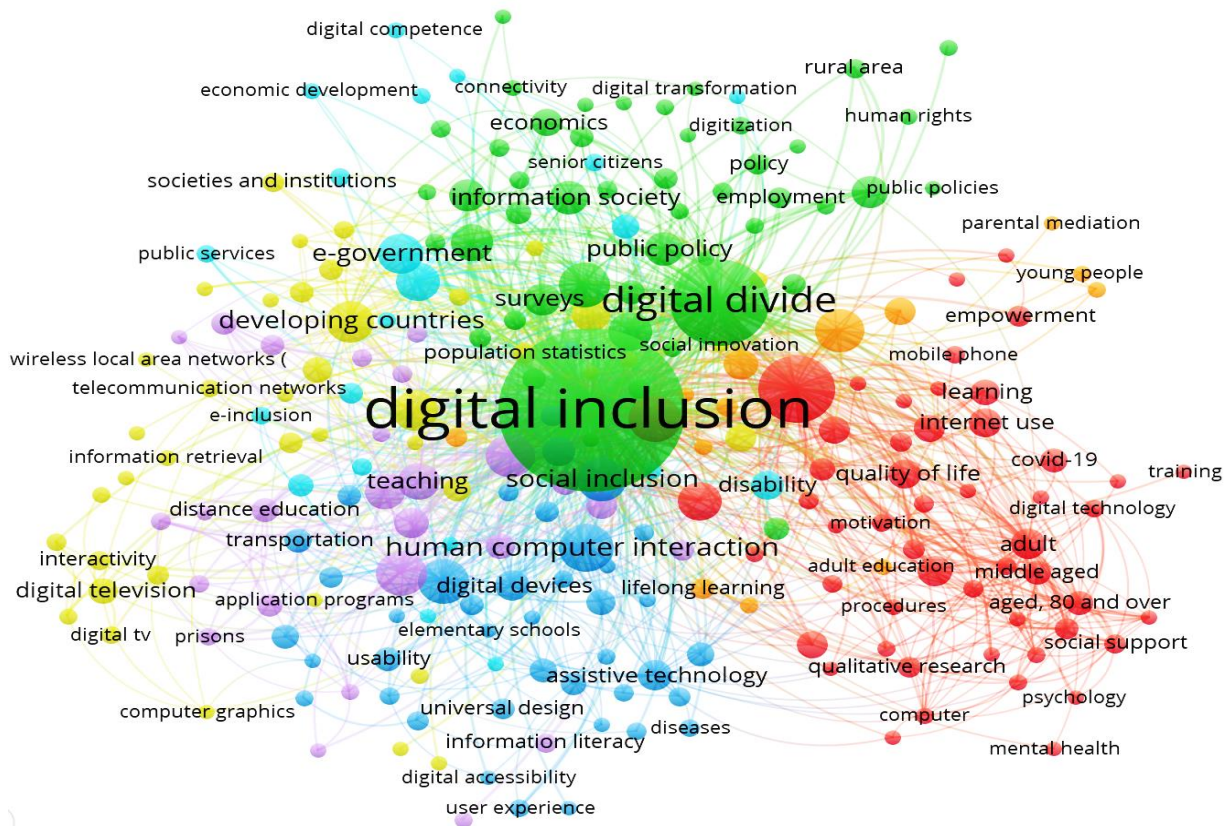 digital competence
rural area
economic development
connectivity
digital transformation
human rights
economics
digitization
senior citizens
policy
societies and institutions
information society
employment
public policies
parental mediation
public services
e-government
public policy
young people
surveys
digital divide
empowerment
developing countries
wireless local area networks (
population statistics
social innovation
mobile phone
telecommunication networks
learning
e-inclusion
digital inclusion
internet use
information retrieval
covid-19
teaching
social inclusion
disability
quality of life
training
distance education
digital technology
transportation
motivation
interactivity
human computer interaction
adult
adult education
middle aged
digital television
digital devices
lifelong learning
application programs
procedures
aged, 80 and over
digital tv
prisons
elementary schools
social support
usability
qualitative research
assistive technology
psychology
computer graphics
universal design
computer
diseases
information literacy
mental health
digital accessibility
user experience